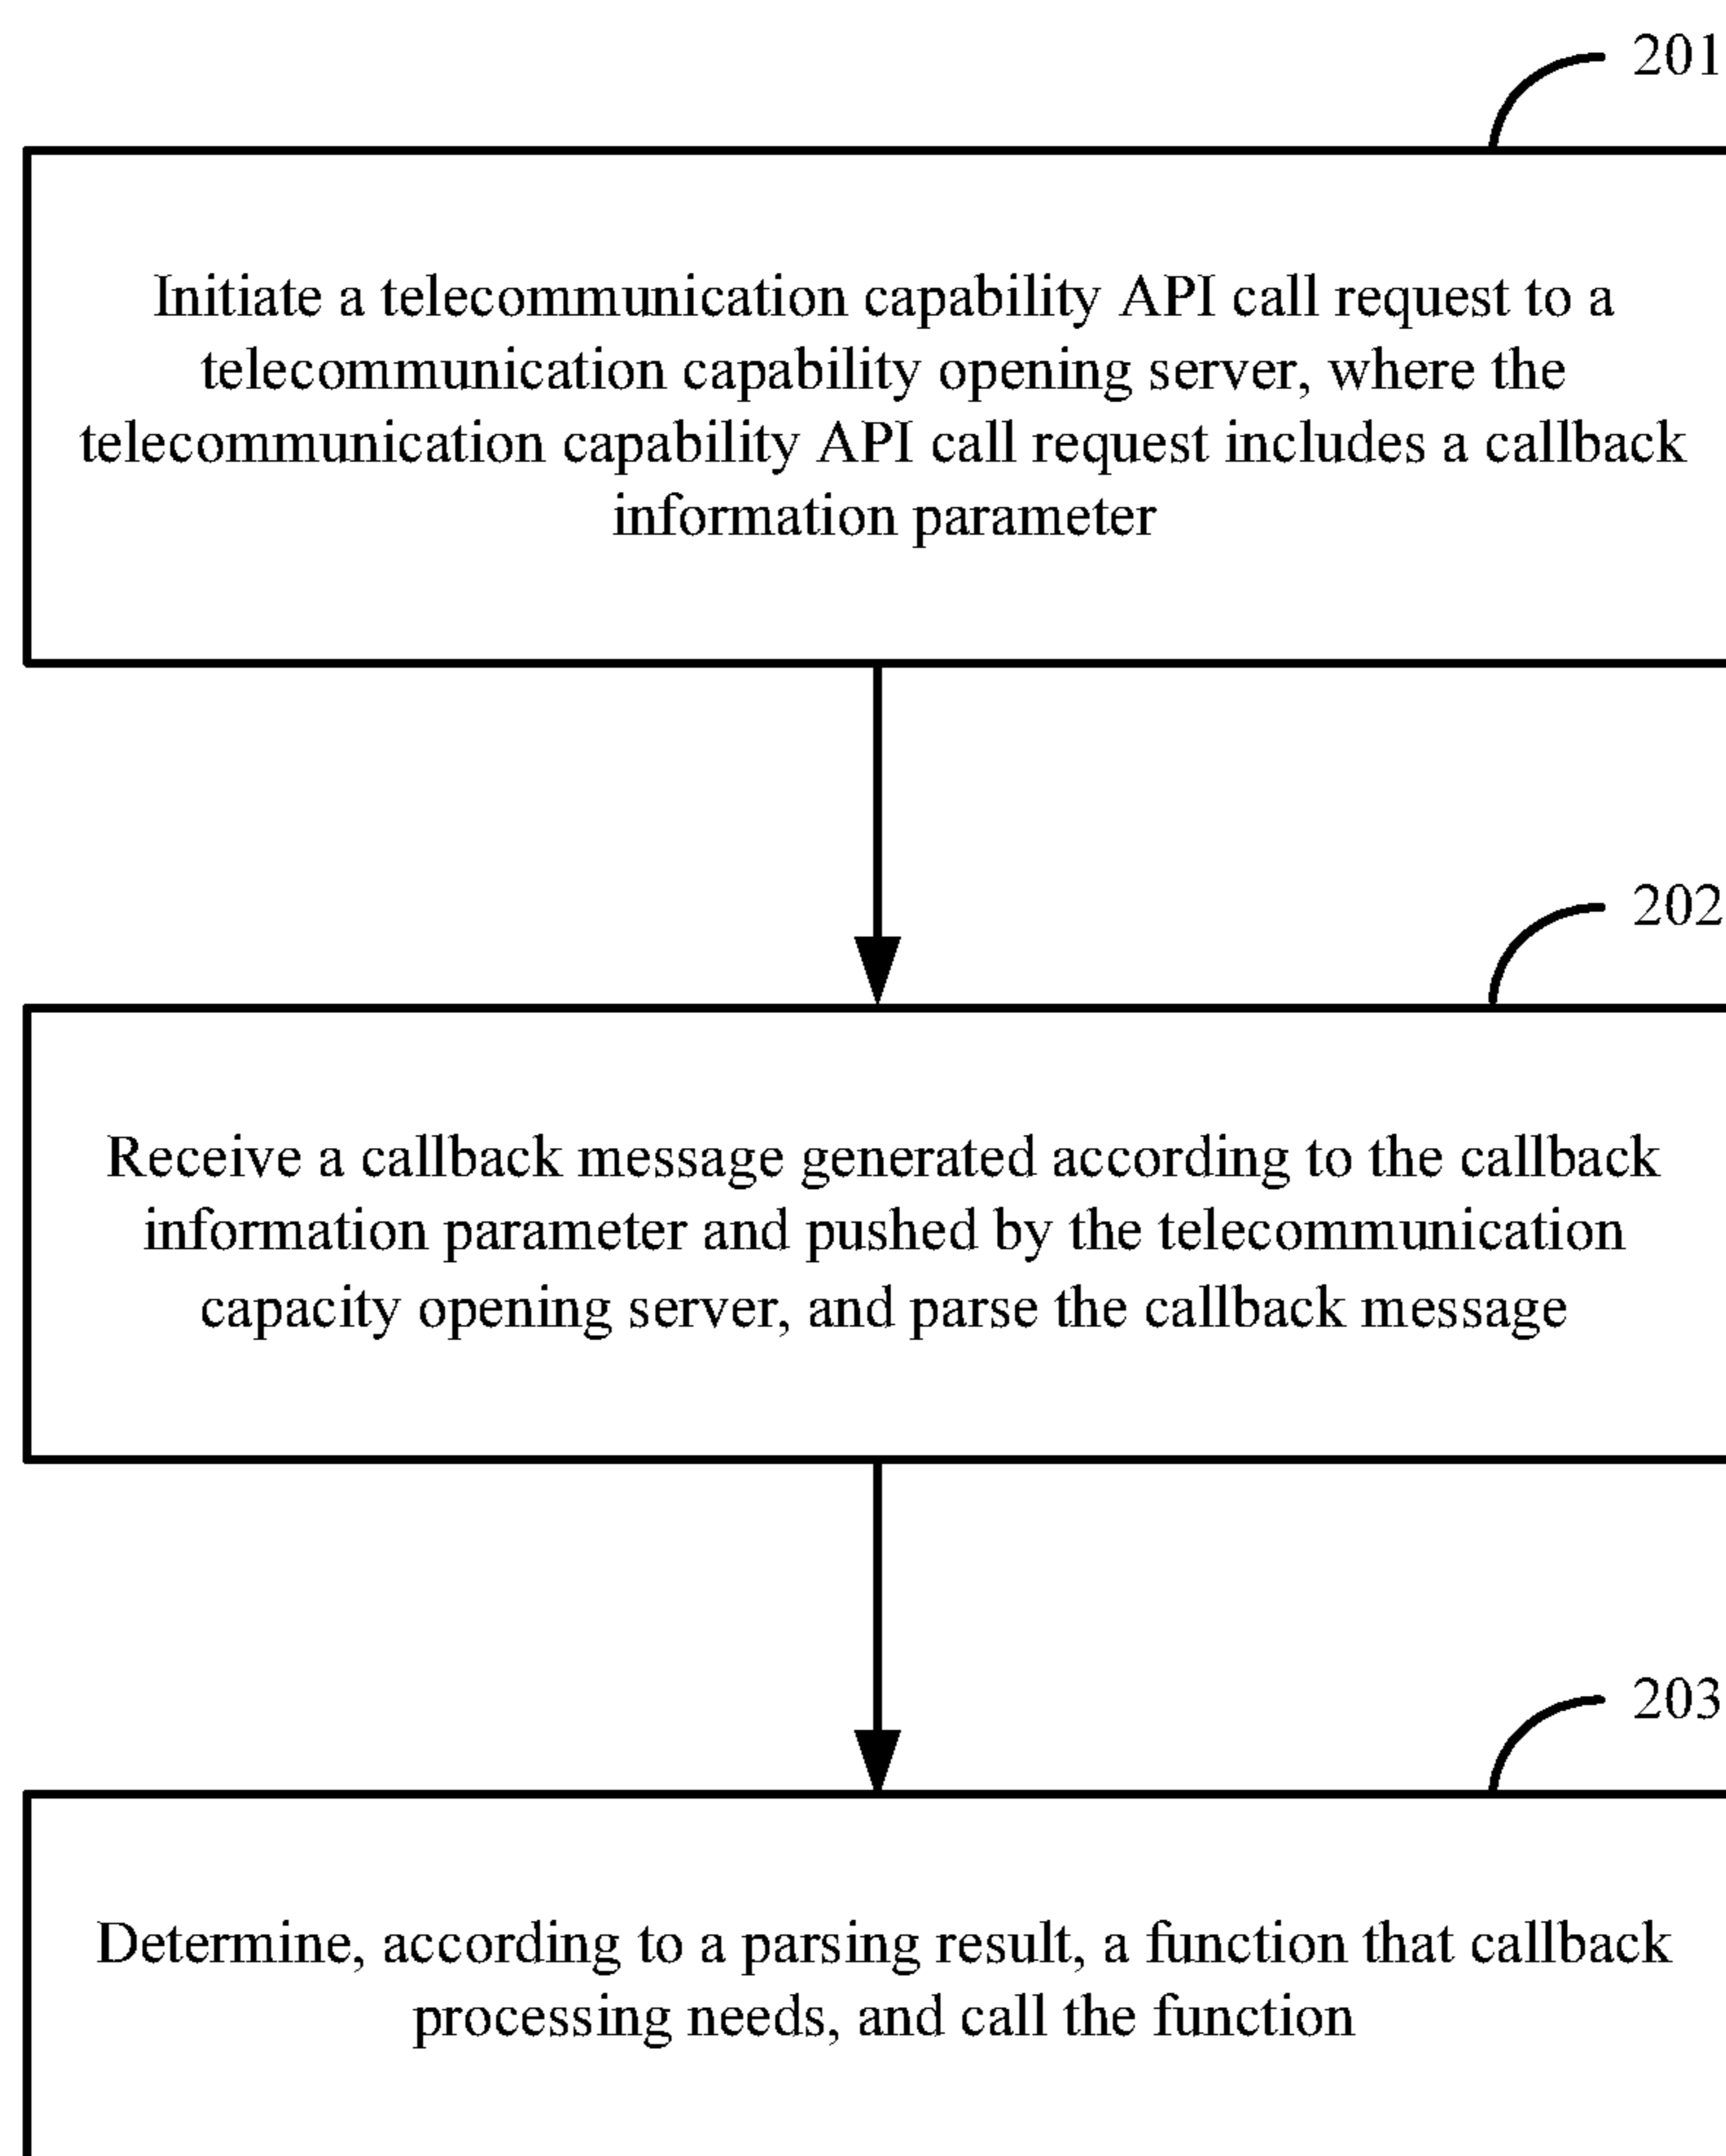 201
Initiate a telecommunication capability API call request to a
telecommunication capability opening server, where the
telecommunication capability API call request includes a callback
information parameter
202
Receive a callback message generated according to the callback
information parameter and pushed by the telecommunication
capacity opening server, and parse the callback message
203
Determine, according to a parsing result, a function that callback
processing needs, and call the function